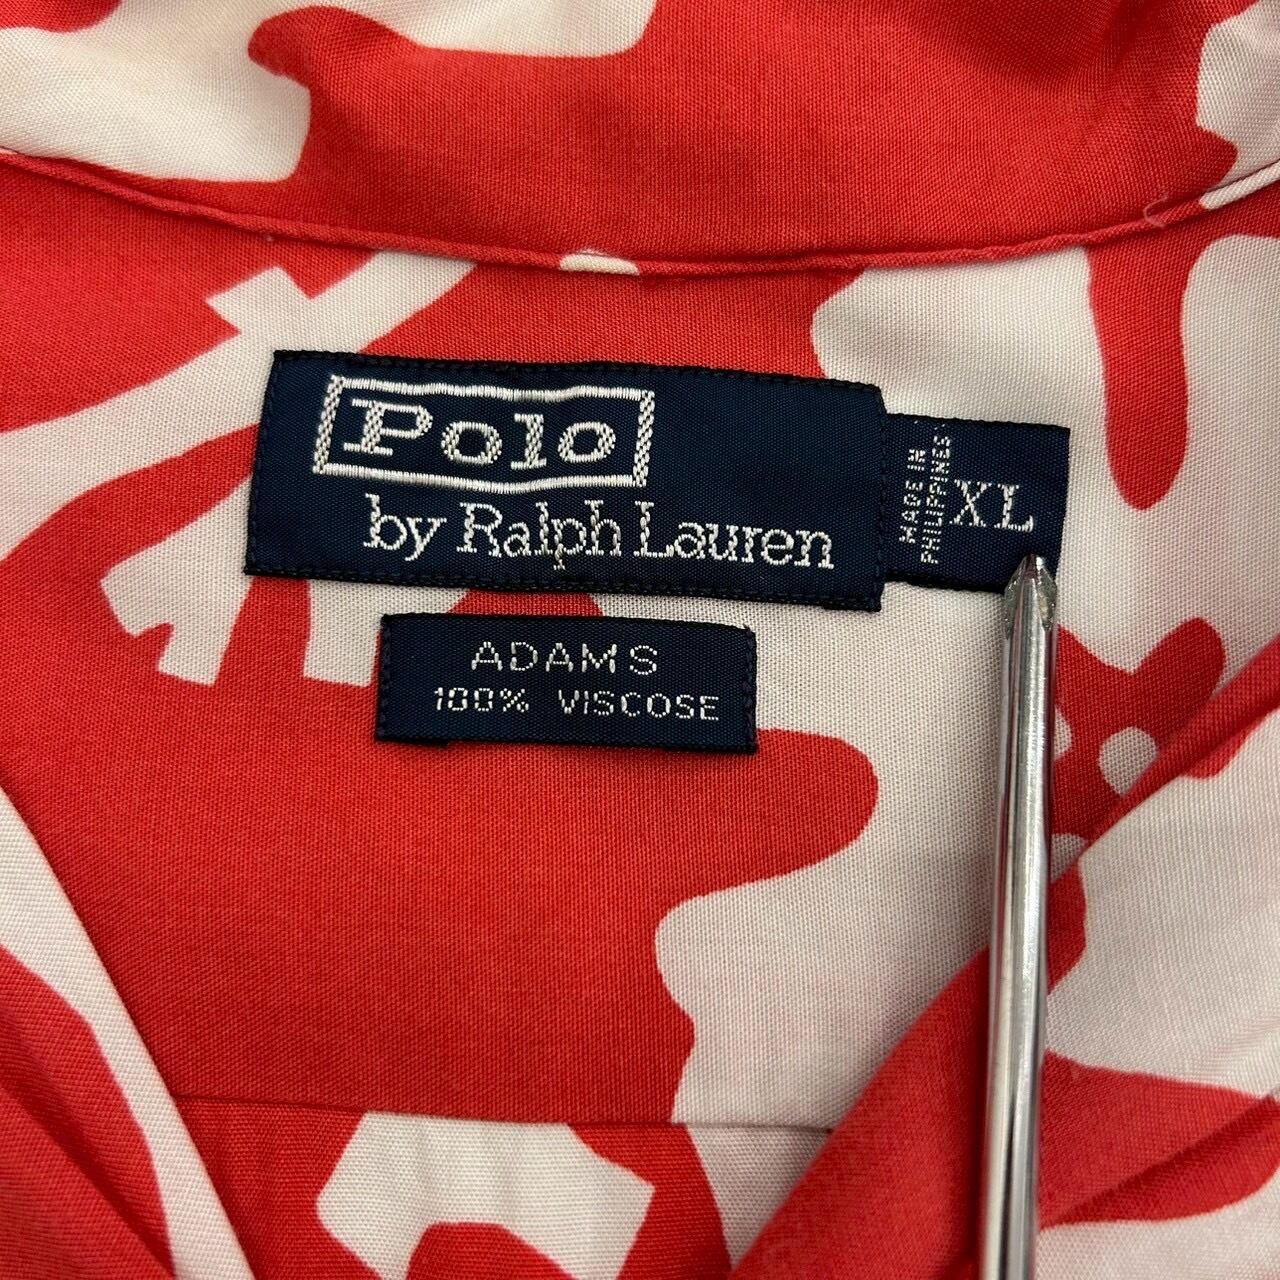 Polo
by Ralph Lauren
MADE IN
PHILIPPINES
XL
ADAMS
100% VISCOSE